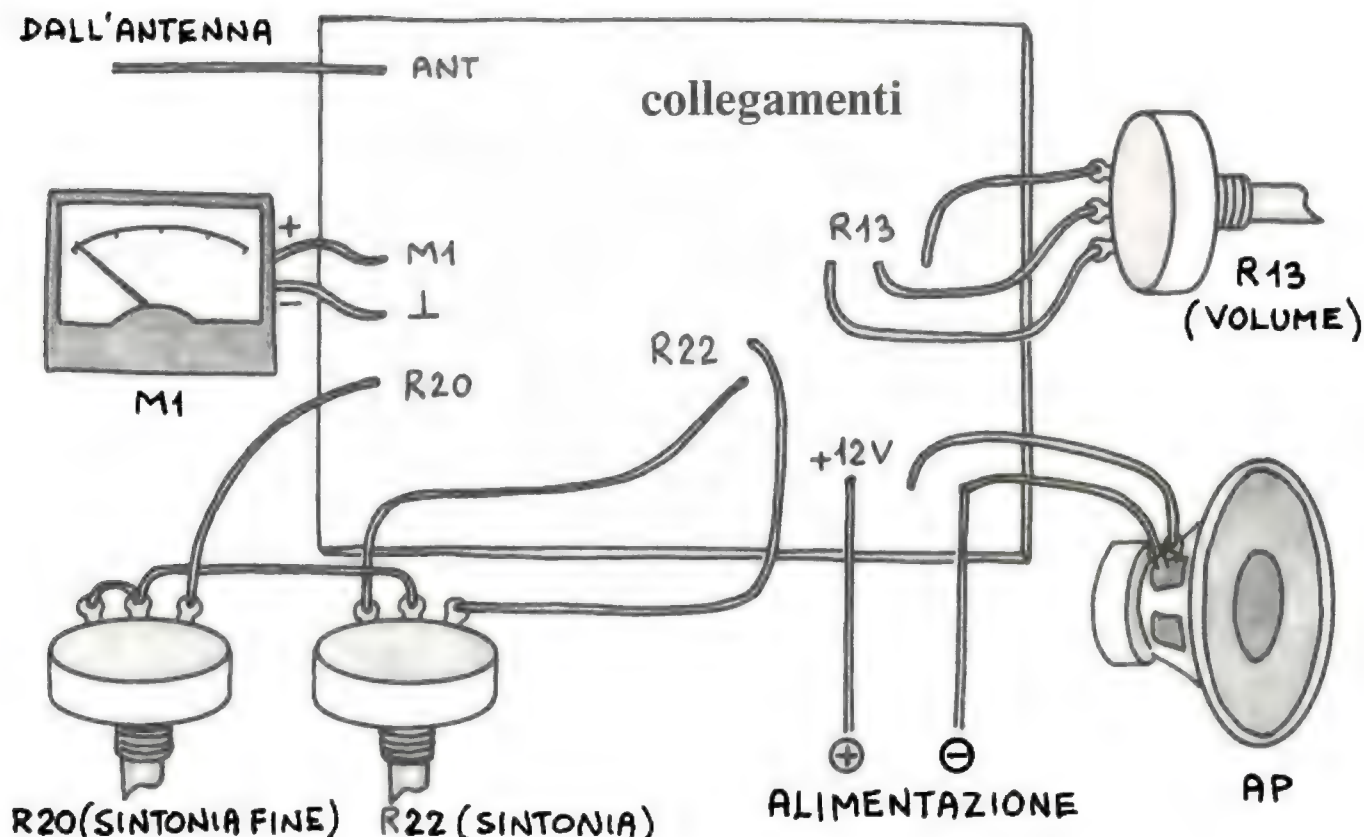 DALL'ANTENNA
ANT
collegamenti
+
M1
-
⊥
M1
R13
R13
(VOLUME)
R22
R20
+12V
+
-
ALIMENTAZIONE
AP
R20(SINTONIA FINE)
R22 (SINTONIA)